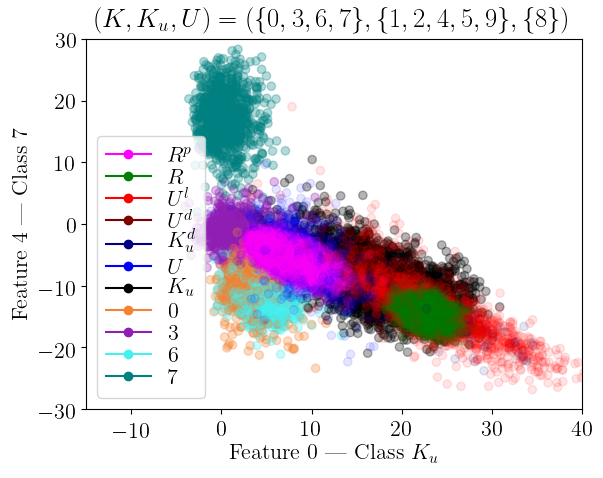 (K, K_u, U) = ({0, 3, 6, 7}, {1, 2, 4, 5, 9}, {8})
30
20
10
0
−10
−20
−30
Feature 4 — Class 7
R^p
R
U^l
U^d
K_u^d
U
K_u
0
3
6
7
−10
0
10
20
30
40
Feature 0 — Class K_u